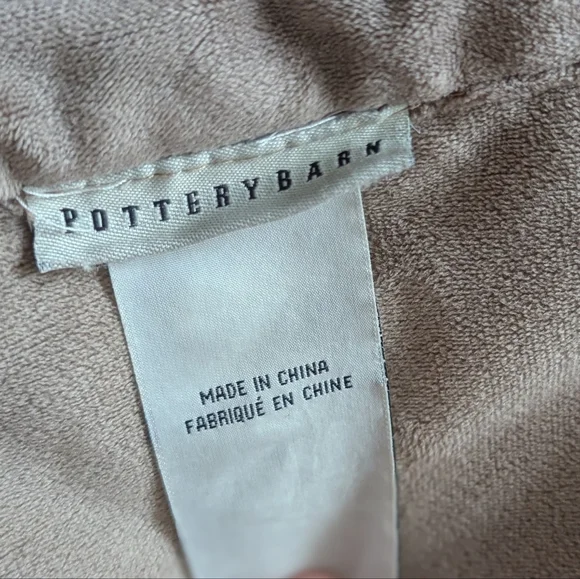 POTTERYBARN
MADE IN CHINA
FABRIQUÉ EN CHINE